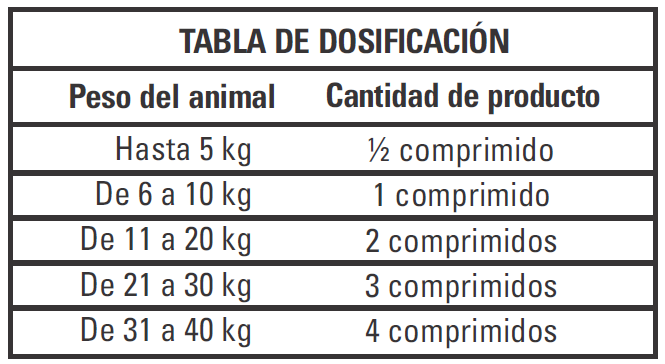 TABLA DE DOSIFICACIÓN
Peso del animal Cantidad de producto
Hasta 5 kg ½ comprimido
De 6 a 10 kg 1 comprimido
De 11 a 20 kg 2 comprimidos
De 21 a 30 kg 3 comprimidos
De 31 a 40 kg 4 comprimidos